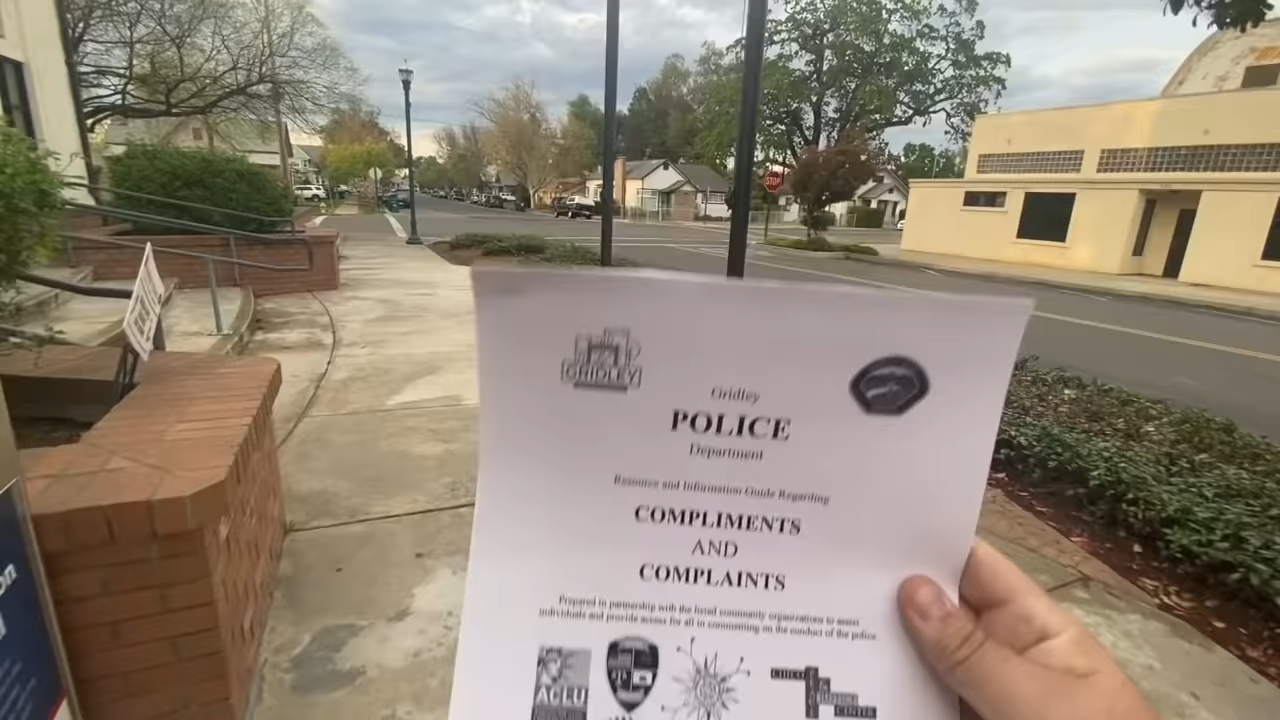 STOP
GRIDLEY
Gridley
POLICE
Department
Resource and Information Guide Regarding
COMPLIMENTS
AND
COMPLAINTS
Prepared in partnership with the listed community organizations to assist
individuals and provide access for all in commenting on the conduct of the police.
ACLU
CENTER
on